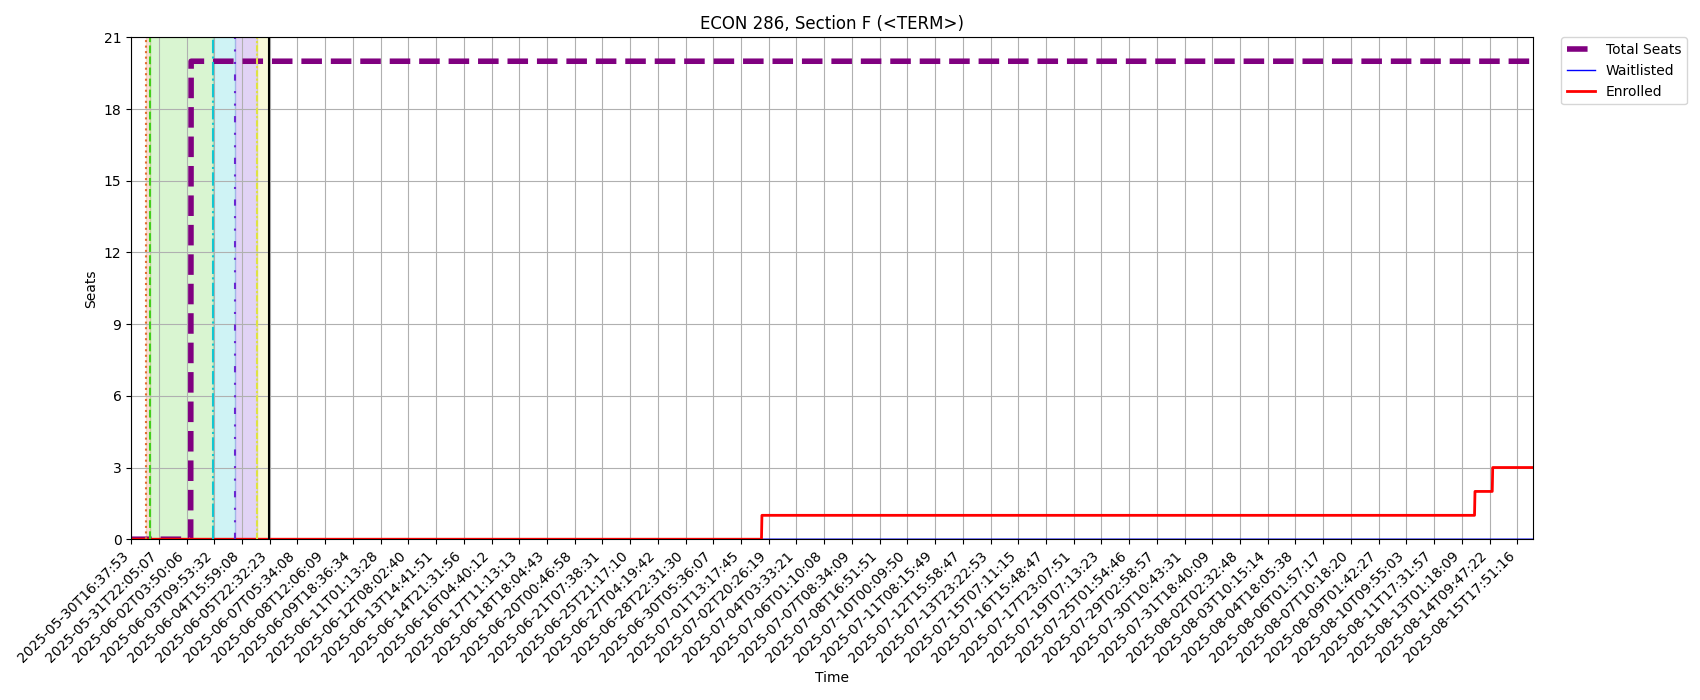 ECON 286, Section F (<TERM>)
Total Seats
Waitlisted
Enrolled
21
18
15
12
9
6
3
0
Seats
2025-05-30T16:37:53
2025-05-31T22:05:07
2025-06-02T03:50:06
2025-06-03T09:53:32
2025-06-04T15:59:08
2025-06-05T22:32:23
2025-06-07T05:34:08
2025-06-08T12:06:09
2025-06-09T18:36:34
2025-06-11T01:13:28
2025-06-12T08:02:40
2025-06-13T14:41:51
2025-06-14T21:31:56
2025-06-16T04:40:12
2025-06-17T11:13:13
2025-06-18T18:04:43
2025-06-20T00:46:58
2025-06-21T07:38:31
2025-06-25T21:17:10
2025-06-27T04:19:42
2025-06-28T22:31:30
2025-06-30T05:36:07
2025-07-01T13:17:45
2025-07-02T20:26:19
2025-07-04T03:33:21
2025-07-06T01:10:08
2025-07-07T08:34:09
2025-07-08T16:51:51
2025-07-10T00:09:50
2025-07-11T08:15:49
2025-07-12T15:58:47
2025-07-13T23:22:53
2025-07-15T07:11:15
2025-07-16T15:48:47
2025-07-17T23:07:51
2025-07-19T07:13:23
2025-07-25T01:54:46
2025-07-29T02:58:57
2025-07-30T10:43:31
2025-07-31T18:40:09
2025-08-02T02:32:48
2025-08-03T10:15:14
2025-08-04T18:05:38
2025-08-06T01:57:17
2025-08-07T10:18:20
2025-08-09T01:42:27
2025-08-10T09:55:03
2025-08-11T17:31:57
2025-08-13T01:18:09
2025-08-14T09:47:22
2025-08-15T17:51:16
Time